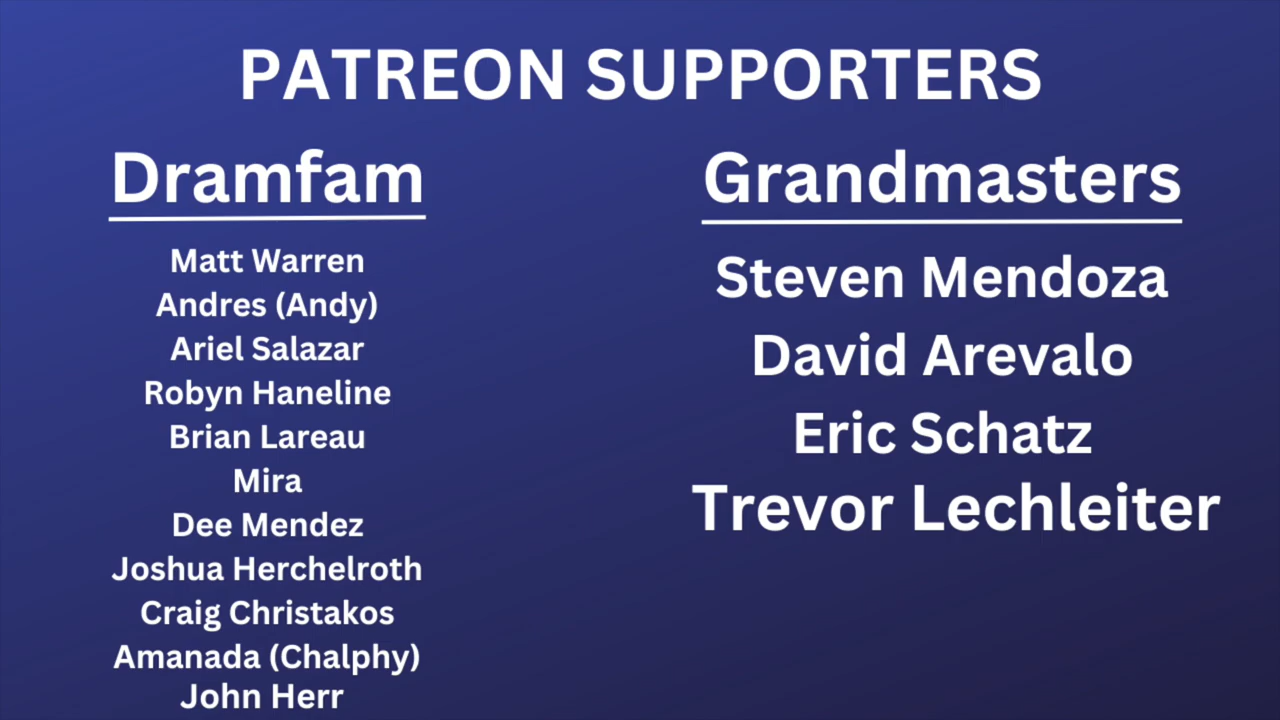 PATREON SUPPORTERS
Dramfam
Matt Warren
Andres (Andy)
Ariel Salazar
Robyn Haneline
Brian Lareau
Mira
Dee Mendez
Joshua Herchelroth
Craig Christakos
Amanada (Chalphy)
John Herr
Grandmasters
Steven Mendoza
David Arevalo
Eric Schatz
Trevor Lechleiter